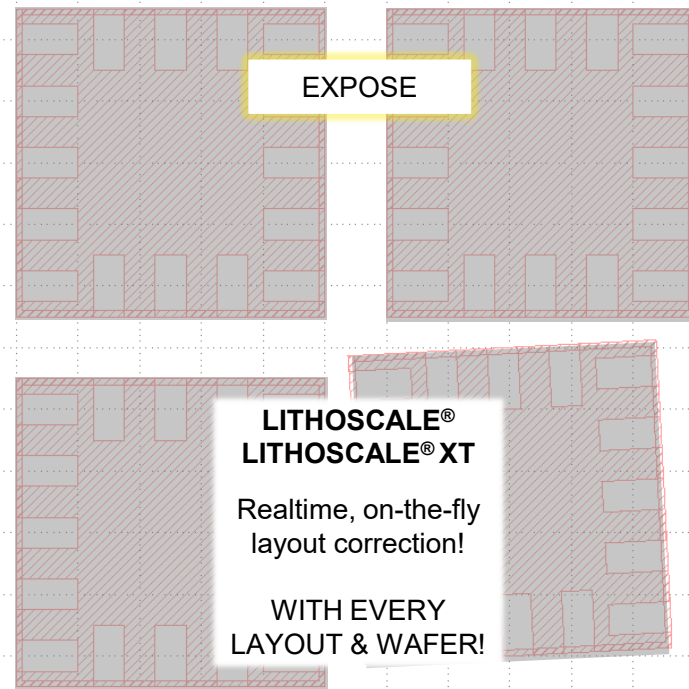 EXPOSE
LITHOSCALE®
LITHOSCALE® XT
Realtime, on-the-fly
layout correction!
WITH EVERY
LAYOUT & WAFER!